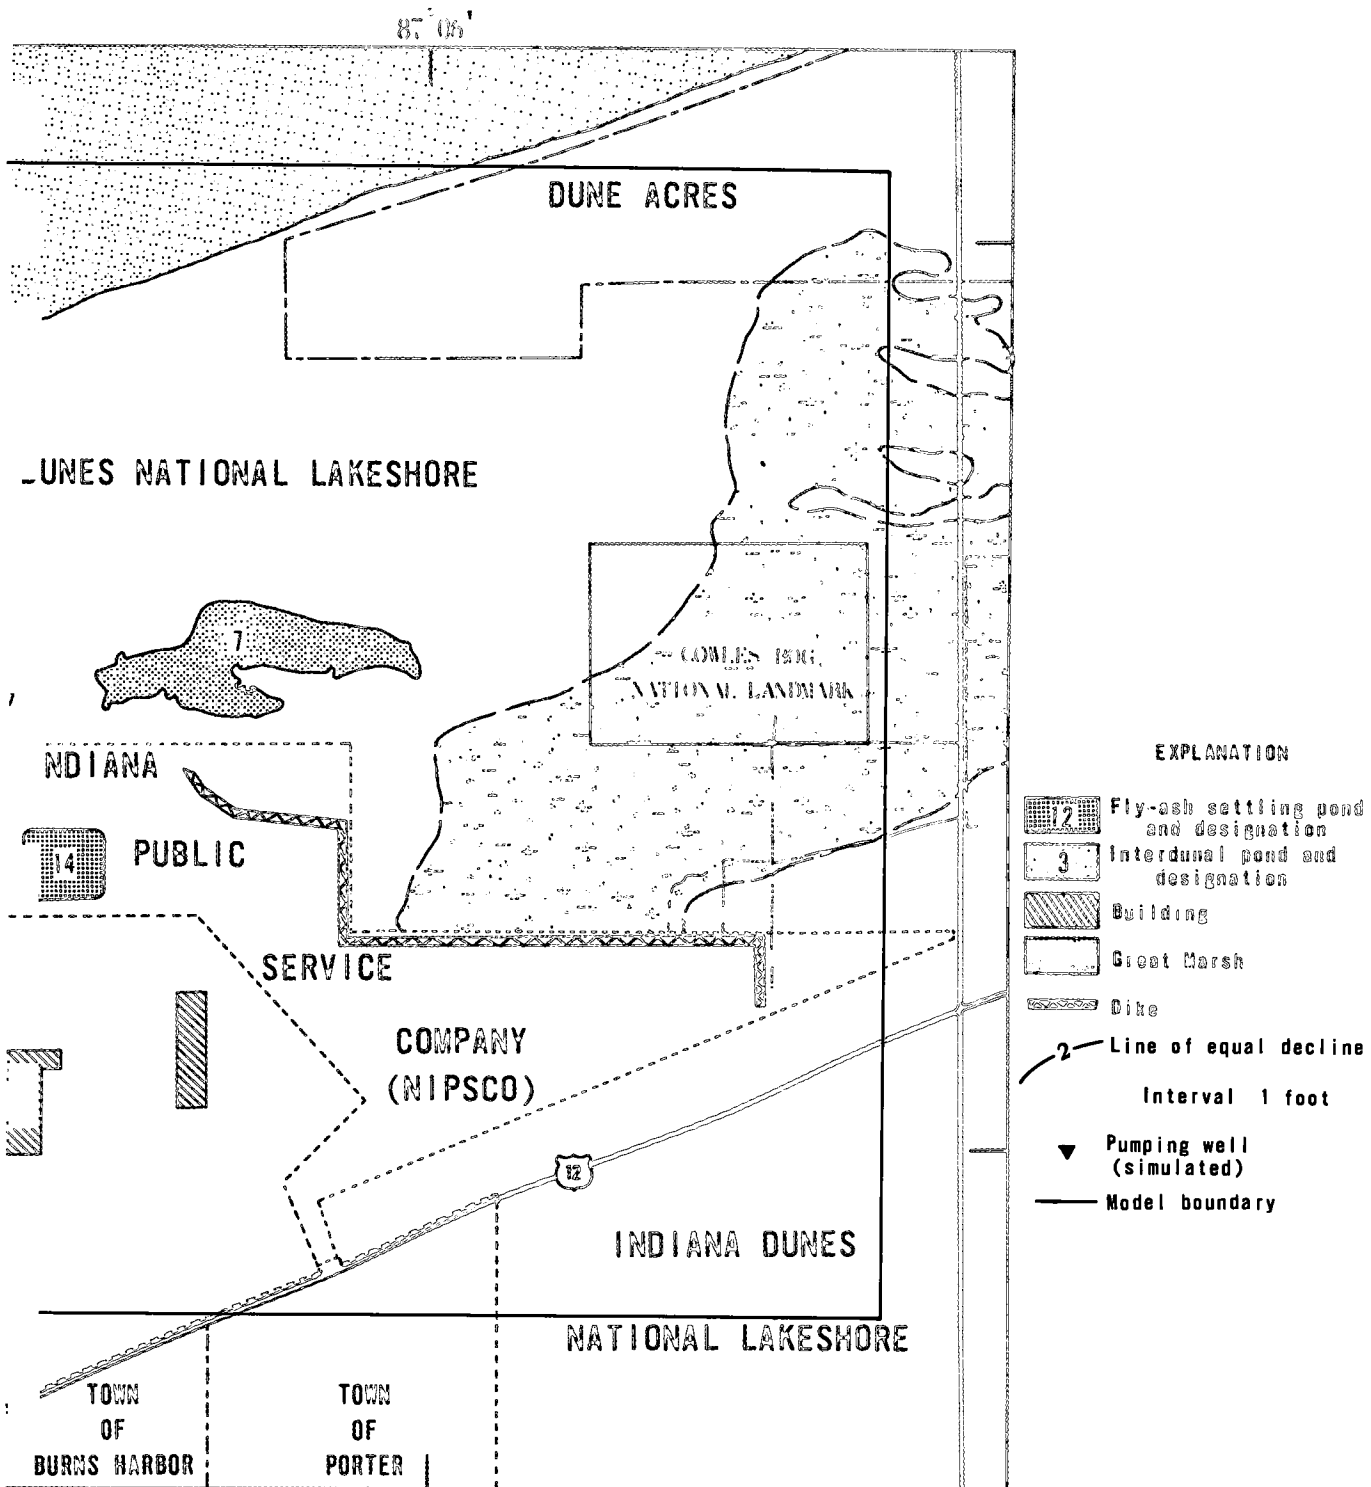 87°06'
DUNE ACRES
UNES NATIONAL LAKESHORE
7
COWLES BOG
NATIONAL LANDMARK
NDIANA
PUBLIC
14
SERVICE
COMPANY
(NIPSCO)
12
INDIANA DUNES
NATIONAL LAKESHORE
TOWN
OF
BURNS HARBOR
TOWN
OF
PORTER
EXPLANATION
12 Fly-ash settling pond
and designation
3 Interdunal pond and
designation
Building
Great Marsh
Dike
2 Line of equal decline
Interval 1 foot
Pumping well
(simulated)
Model boundary